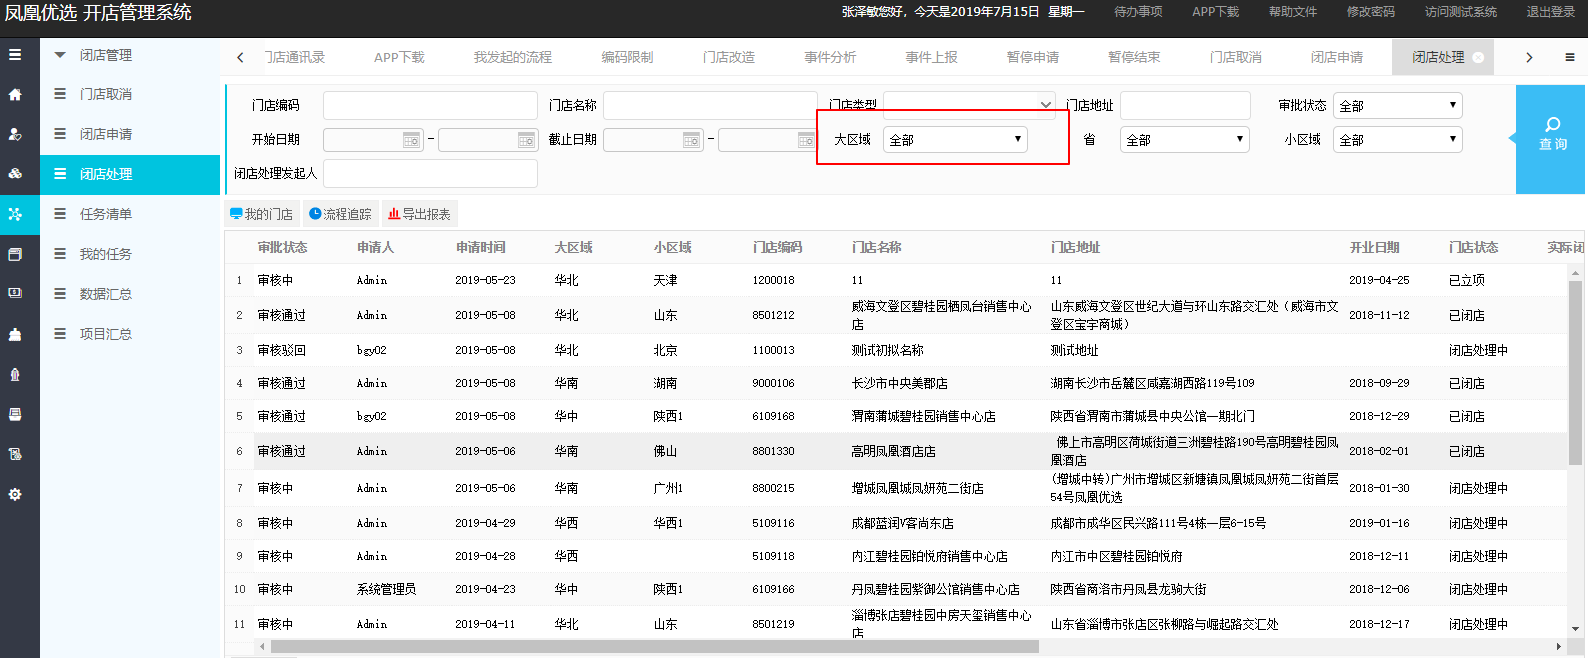 凤凰优选 开店管理系统
张泽敏您好，今天是2019年7月15日 星期一 待办事项 APP下载 帮助文件 修改密码 访问测试系统 退出登录
闭店管理
门店取消
闭店申请
闭店处理
任务清单
我的任务
数据汇总
项目汇总
门店通讯录 APP下载 我发起的流程 编码限制 门店改造 事件分析 事件上报 暂停申请 暂停结束 门店取消 闭店申请 闭店处理
门店编码 门店名称 门店类型 门店地址 审批状态 全部
开始日期 - 截止日期 - 大区域 全部 省 全部 小区域 全部
闭店处理发起人
查 询
我的门店 流程追踪 导出报表
审批状态 申请人 申请时间 大区域 小区域 门店编码 门店名称 门店地址 开业日期 门店状态 实际闭
1 审核中 Admin 2019-05-23 华北 天津 1200018 11 11 2019-04-25 已立项
2 审核通过 Admin 2019-05-08 华北 山东 8501212 威海文登区碧桂园栖凤台销售中心店 山东威海文登区世纪大道与环山东路交汇处（威海市文登区宝宇商城） 2018-11-12 已闭店
3 审核驳回 bgy02 2019-05-08 华北 北京 1100013 测试初拟名称 测试地址 闭店处理中
4 审核通过 Admin 2019-05-08 华南 湖南 9000106 长沙市中央美郡店 湖南长沙市岳麓区咸嘉湖西路119号109 2018-09-29 已闭店
5 审核通过 bgy02 2019-05-08 华中 陕西1 6109168 渭南蒲城碧桂园销售中心店 陕西省渭南市蒲城县中央公馆一期北门 2018-12-29 已闭店
6 审核通过 Admin 2019-05-06 华南 佛山 8801330 高明凤凰酒店店 佛上市高明区荷城街道三洲碧桂路190号高明碧桂园凤凰酒店 2018-02-01 已闭店
7 审核中 Admin 2019-05-06 华南 广州1 8800215 增城凤凰城凤妍苑二街店 (增城中转)广州市增城区新塘镇凤凰城凤妍苑二街首层54号凤凰优选 2018-01-30 闭店处理中
8 审核中 Admin 2019-04-29 华西 华西1 5109116 成都蓝润V客尚东店 成都市成华区民兴路111号4栋一层6-15号 2019-01-16 闭店处理中
9 审核中 Admin 2019-04-28 华西 5109118 内江碧桂园铂悦府销售中心店 内江市中区碧桂园铂悦府 2018-12-11 闭店处理中
10 审核中 系统管理员 2019-04-23 华中 陕西1 6109166 丹凤碧桂园紫御公馆销售中心店 陕西省商洛市丹凤县龙驹大街 2018-12-06 闭店处理中
11 审核中 Admin 2019-04-11 华北 山东 8501219 淄博张店碧桂园中房天玺销售中心店 山东省淄博市张店区张柳路与崛起路交汇处 2018-12-17 闭店处理中